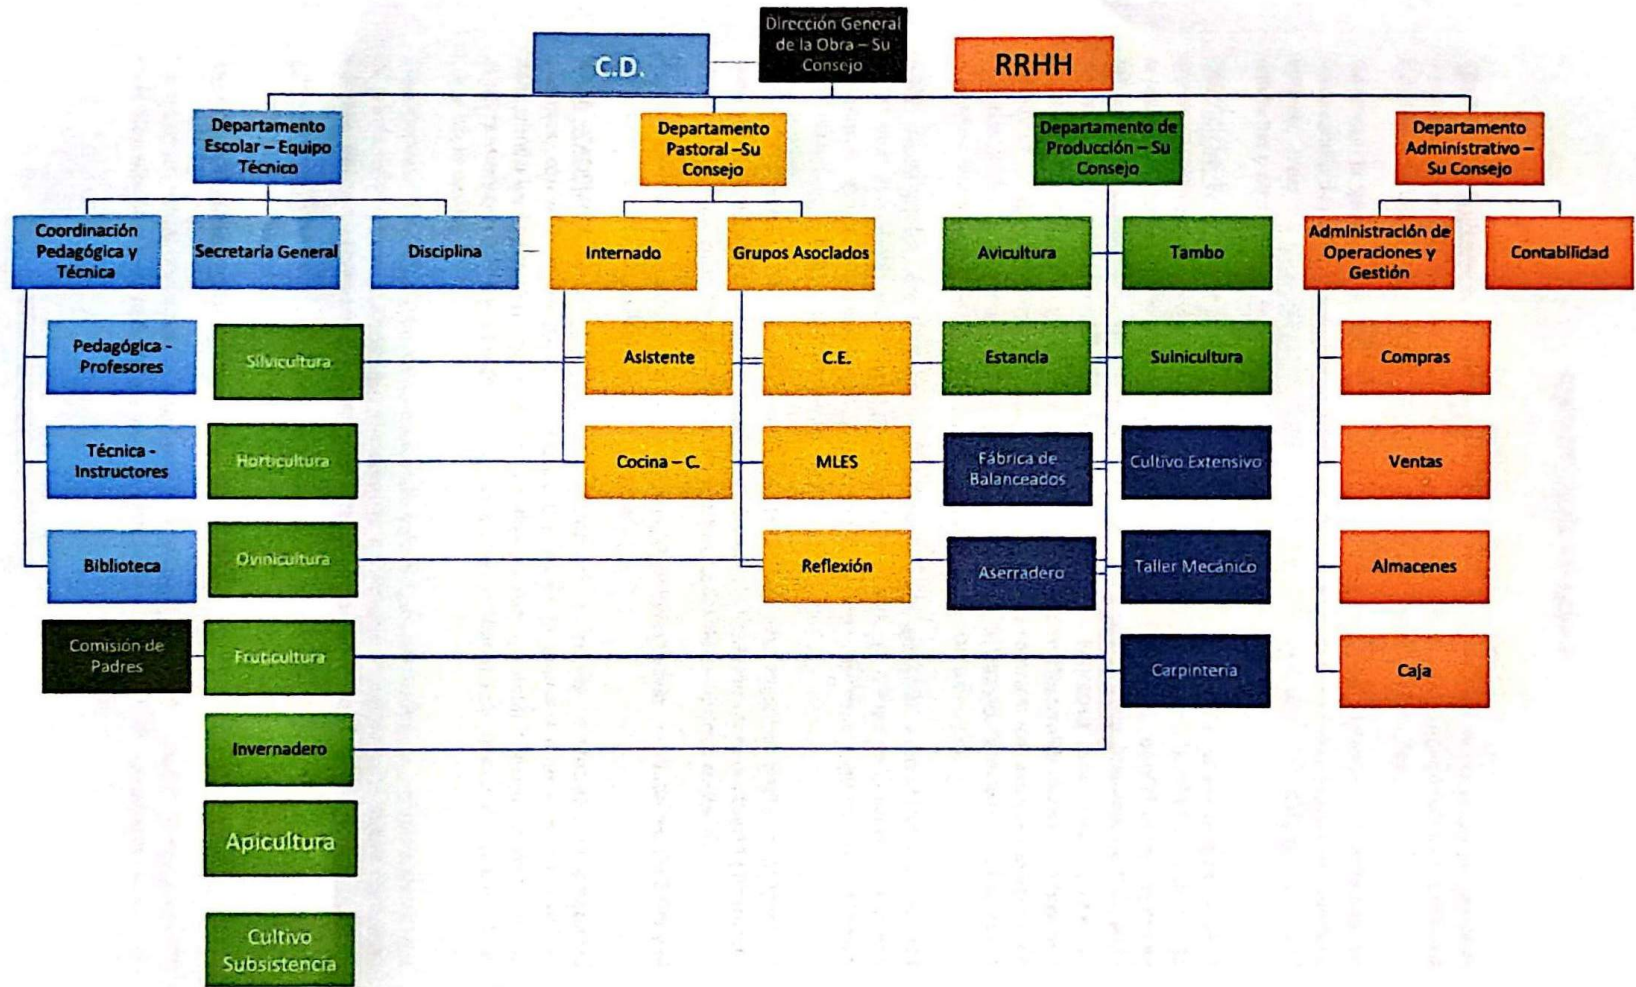 Dirección General
de la Obra – Su
Consejo
C.D.
RRHH
Departamento
Escolar – Equipo
Técnico
Departamento
Pastoral –Su
Consejo
Departamento de
Producción – Su
Consejo
Departamento
Administrativo –
Su Consejo
Coordinación
Pedagógica y
Técnica
Secretaría General
Disciplina
Internado
Grupos Asociados
Avicultura
Tambo
Administración de
Operaciones y
Gestión
Contabilidad
Pedagógica -
Profesores
Silvicultura
Asistente
C.E.
Estancia
Suinicultura
Compras
Técnica -
Instructores
Horticultura
Cocina – C.
MLES
Fábrica de
Balanceados
Cultivo Extensivo
Ventas
Biblioteca
Ovinicultura
Reflexión
Aserradero
Taller Mecánico
Almacenes
Comisión de
Padres
Fruticultura
Carpintería
Caja
Invernadero
Apicultura
Cultivo
Subsistencia